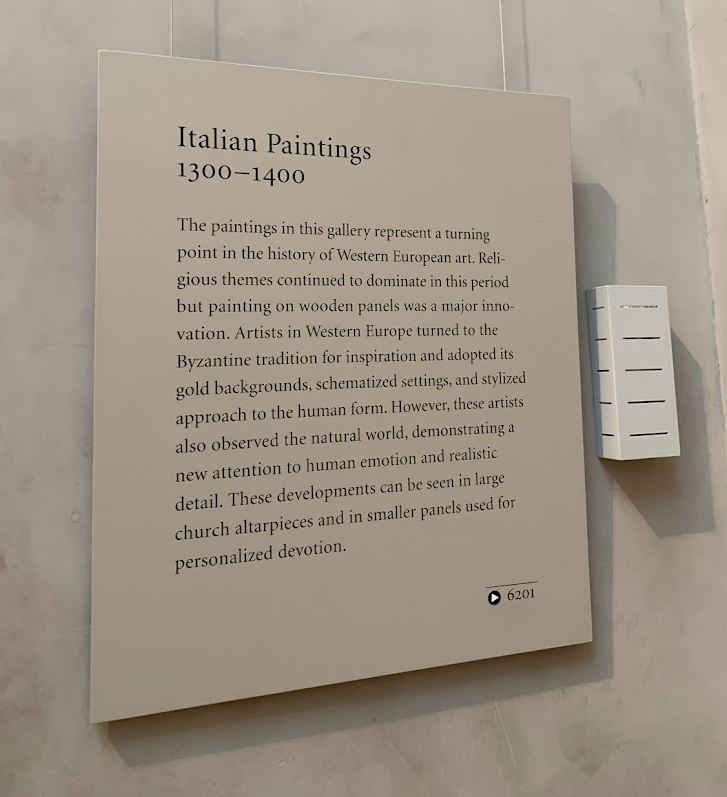 Italian Paintings
1300–1400
The paintings in this gallery represent a turning
point in the history of Western European art. Reli-
gious themes continued to dominate in this period
but painting on wooden panels was a major inno-
vation. Artists in Western Europe turned to the
Byzantine tradition for inspiration and adopted its
gold backgrounds, schematized settings, and stylized
approach to the human form. However, these artists
also observed the natural world, demonstrating a
new attention to human emotion and realistic
detail. These developments can be seen in large
church altarpieces and in smaller panels used for
personalized devotion.
6201